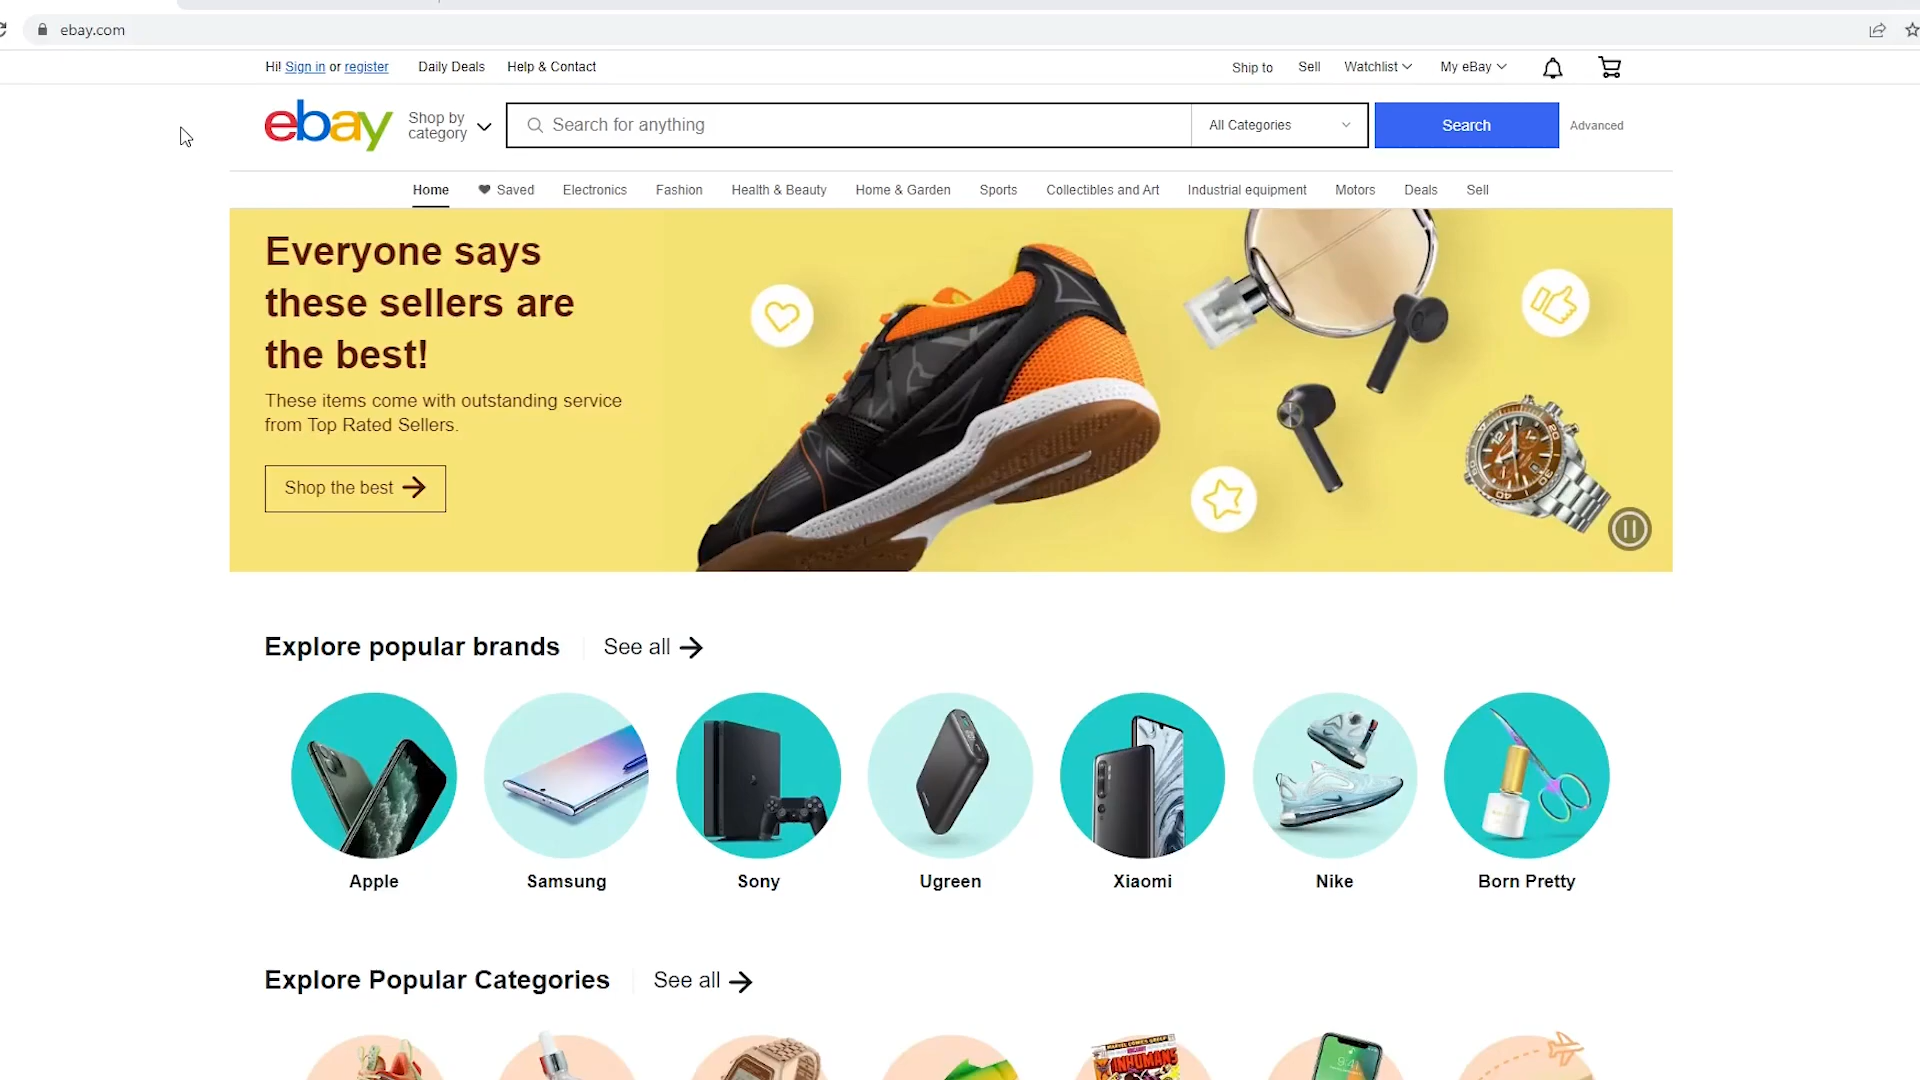 ebay.com
Hi! Sign in or register Daily Deals Help & Contact Ship to Sell Watchlist My eBay
ebay Shop by category Search for anything All Categories Search Advanced
Home Saved Electronics Fashion Health & Beauty Home & Garden Sports Collectibles and Art Industrial equipment Motors Deals Sell
Everyone says
these sellers are
the best!
These items come with outstanding service
from Top Rated Sellers.
Shop the best
Explore popular brands See all
Apple Samsung Sony Ugreen Xiaomi Nike Born Pretty
Explore Popular Categories See all
INHUMANS
9:41